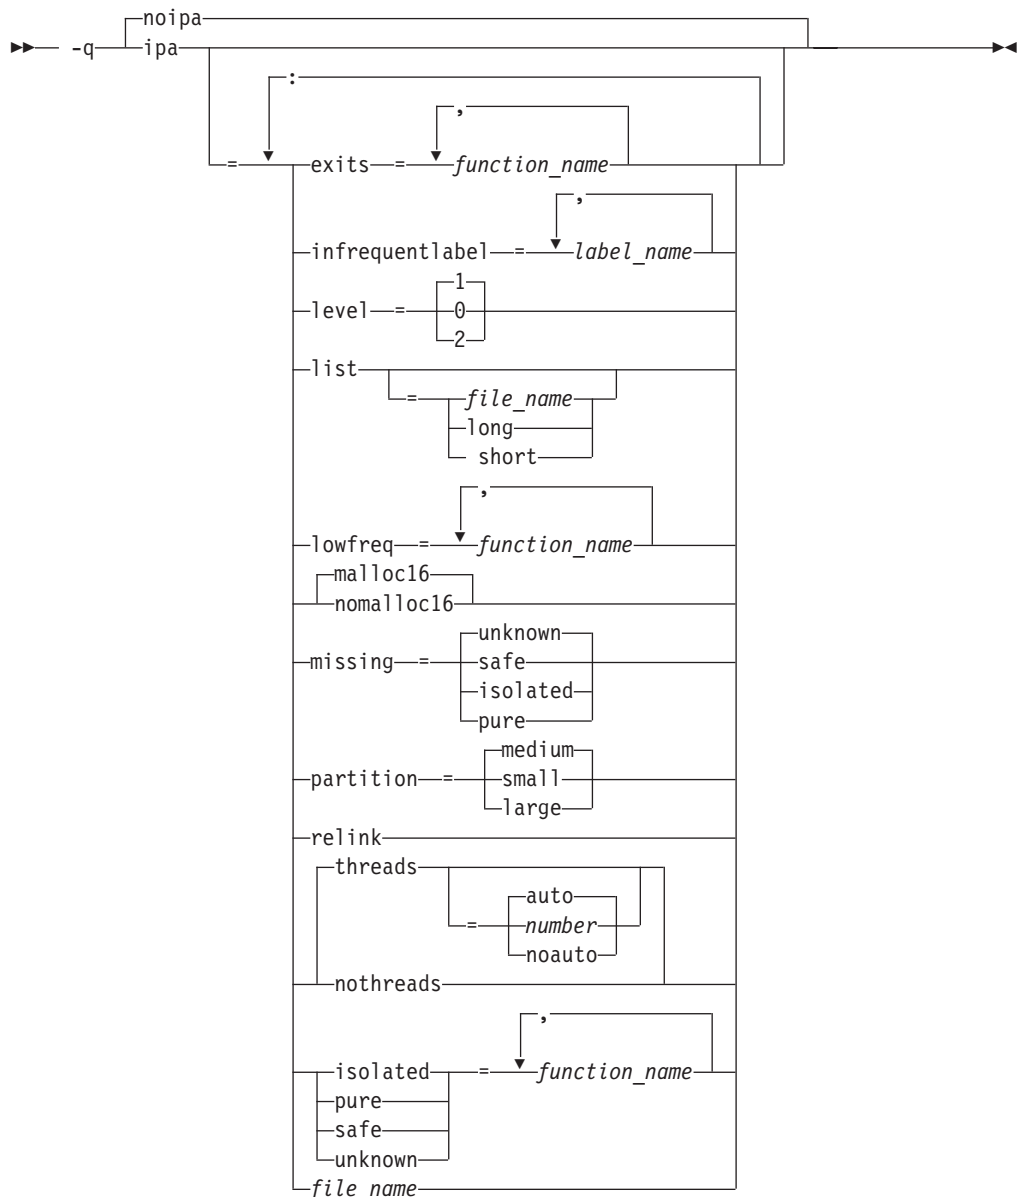 noipa
-q ipa
:
,
= exits = function_name
,
infrequentlabel = label_name
1
level = 0
2
list
= file_name
long
short
,
lowfreq = function_name
malloc16
nomalloc16
unknown
missing = safe
isolated
pure
medium
partition = small
large
relink
threads
auto
= number
noauto
nothreads
,
isolated = function_name
pure
safe
unknown
file_name